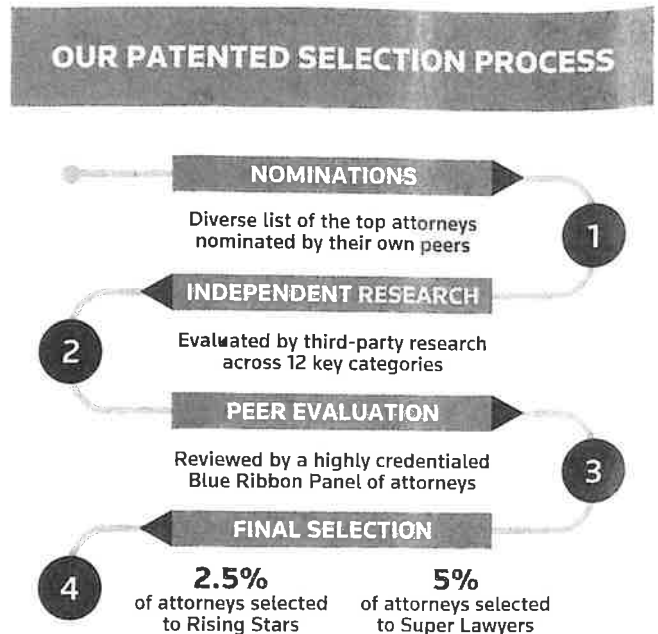 OUR PATENTED SELECTION PROCESS
NOMINATIONS
Diverse list of the top attorneys
nominated by their own peers
1
INDEPENDENT RESEARCH
2
Evaluated by third-party research
across 12 key categories
PEER EVALUATION
Reviewed by a highly credentialed
Blue Ribbon Panel of attorneys
3
FINAL SELECTION
4
2.5%
of attorneys selected
to Rising Stars
5%
of attorneys selected
to Super Lawyers